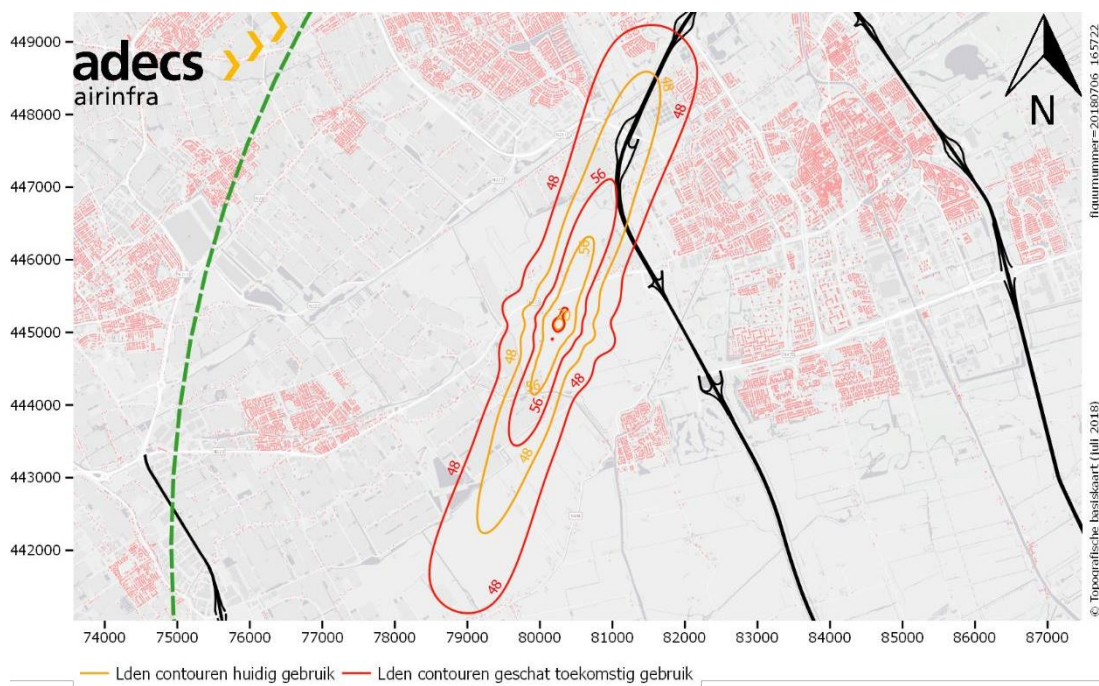 449000
448000
447000
446000
445000
444000
443000
442000
adecs
airinfra
N
48
48
48
48
56
56
56
56
48
48
48
48
48
74000 75000 76000 77000 78000 79000 80000 81000 82000 83000 84000 85000 86000 87000
Lden contouren huidig gebruik
Lden contouren geschat toekomstig gebruik
figuurnummer=20180706_165722
© Topografische basiskaart (Juli 2018)